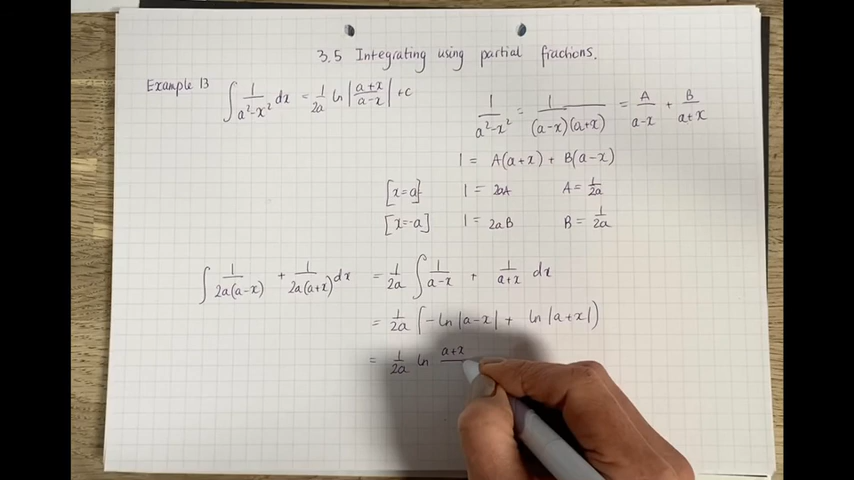 3.5 Integrating using partial fractions.
Example 13 ∫ 1/(a²-x²) dx = 1/2a ln |(a+x)/(a-x)| + c
1/(a²-x²) = 1/((a-x)(a+x)) = A/(a-x) + B/(a+x)
1 = A(a+x) + B(a-x)
[x=a] 1 = 2aA A = 1/2a
[x=-a] 1 = 2aB B = 1/2a
∫ 1/(2a(a-x)) + 1/(2a(a+x)) dx = 1/2a ∫ 1/(a-x) + 1/(a+x) dx
= 1/2a [-ln|a-x| + ln|a+x|)
= 1/2a ln a+x